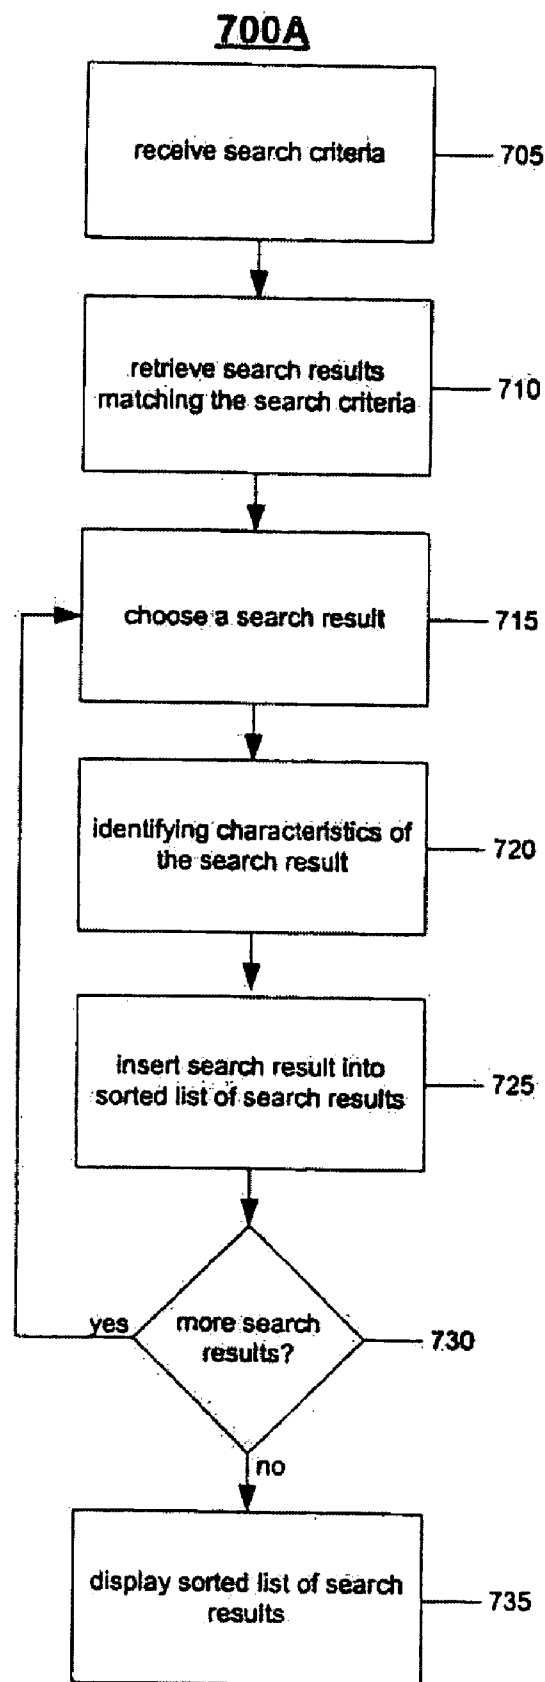 700A
receive search criteria
705
retrieve search results
matching the search criteria
710
choose a search result
715
identifying characteristics of
the search result
720
insert search result into
sorted list of search results
725
more search
results?
730
yes
no
display sorted list of search
results
735